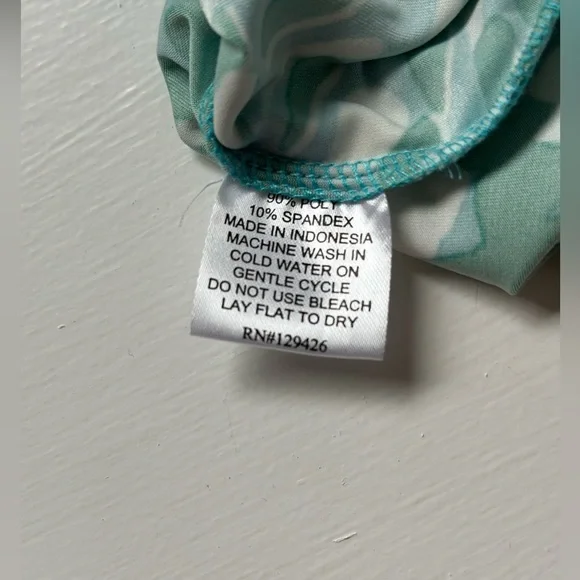 90% POLY
10% SPANDEX
MADE IN INDONESIA
MACHINE WASH IN
COLD WATER ON
GENTLE CYCLE
DO NOT USE BLEACH
LAY FLAT TO DRY
RN#129426